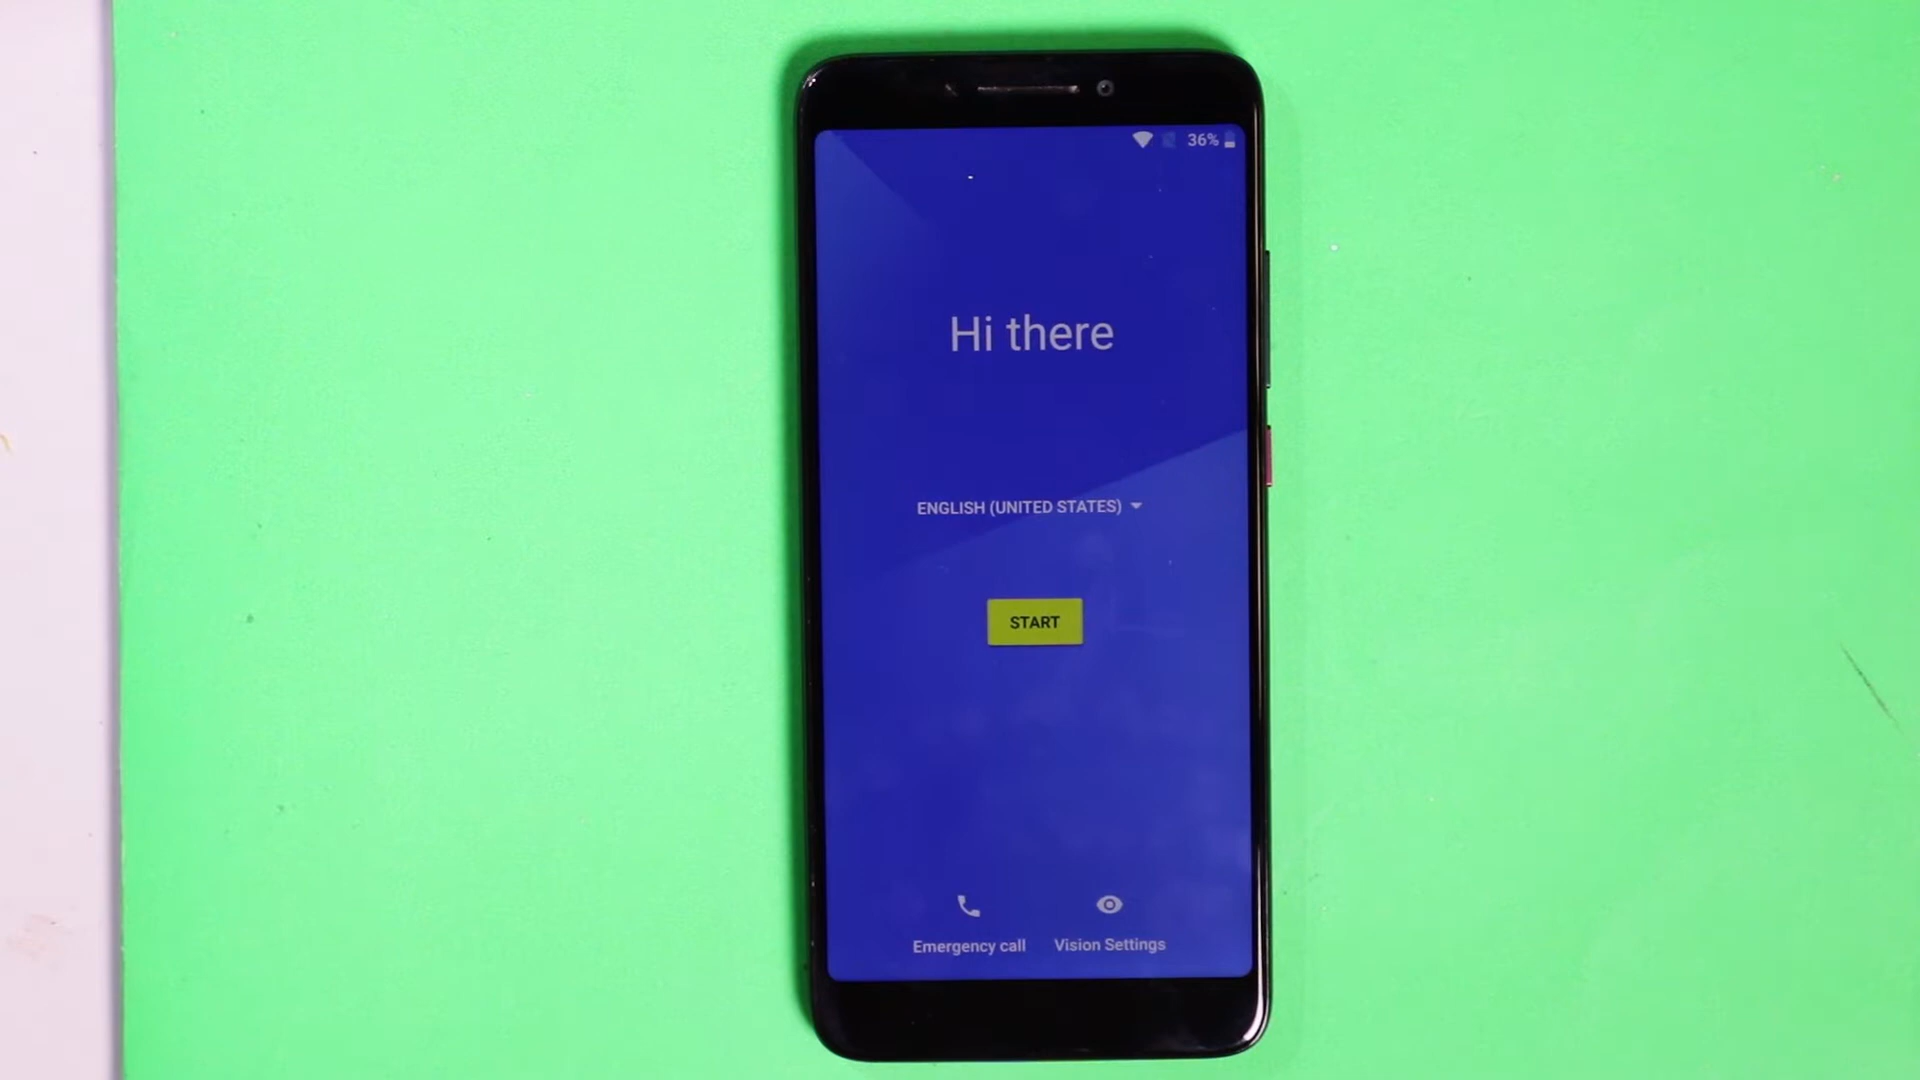 36%
Hi there
ENGLISH (UNITED STATES)
START
Emergency call
Vision Settings